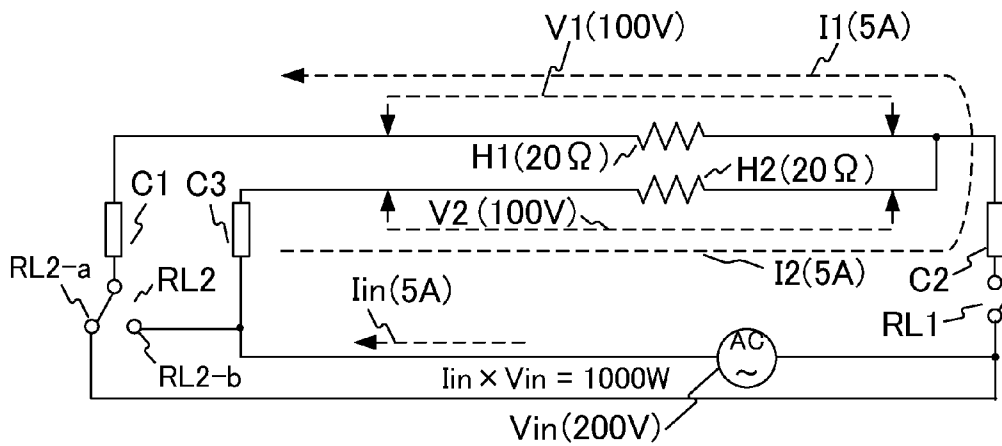 V1(100V)
I1(5A)
H1(20Ω)
H2(20Ω)
C1
C3
V2 (100V)
RL2-a
RL2
Iin(5A)
I2(5A)
C2
RL1
AC
~
RL2-b
Iin × Vin = 1000W
Vin(200V)